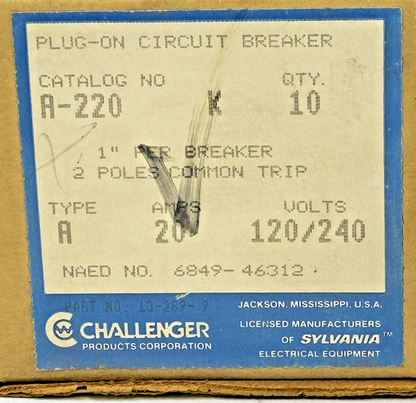 PLUG-ON CIRCUIT BREAKER
CATALOG NO QTY.
A-220 K 10
1" PER BREAKER
2 POLES COMMON TRIP
TYPE AMPS VOLTS
A 20 120/240
NAED NO. 6849-46312
PART NO. 13-289-9
JACKSON, MISSISSIPPI, U.S.A.
CHALLENGER
PRODUCTS CORPORATION
LICENSED MANUFACTURERS
OF SYLVANIA™
ELECTRICAL EQUIPMENT